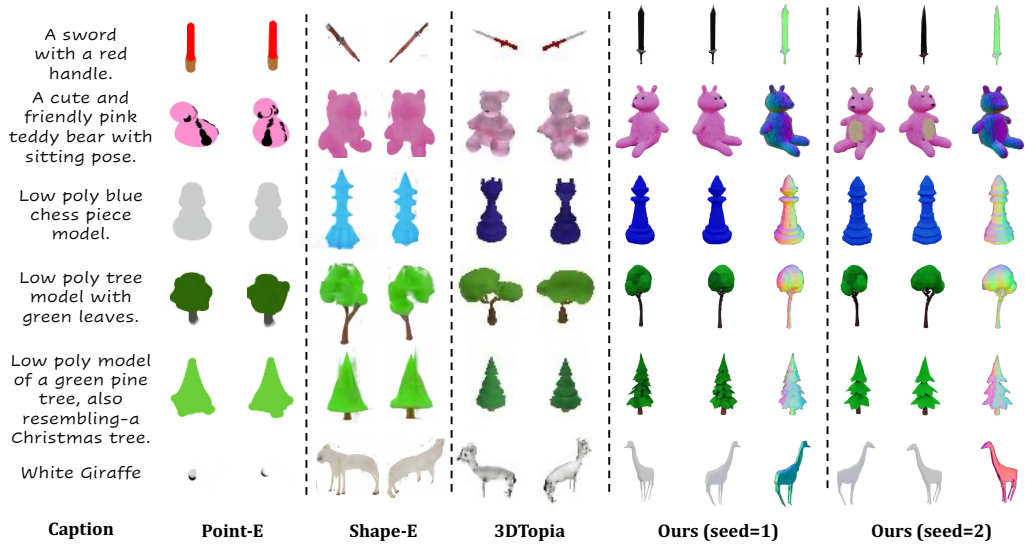 A sword
with a red
handle.
A cute and
friendly pink
teddy bear with
sitting pose.
Low poly blue
chess piece
model.
Low poly tree
model with
green leaves.
Low poly model
of a green pine
tree, also
resembling-a
Christmas tree.
White Giraffe
Caption
Point-E
Shape-E
3DTopia
Ours (seed=1)
Ours (seed=2)